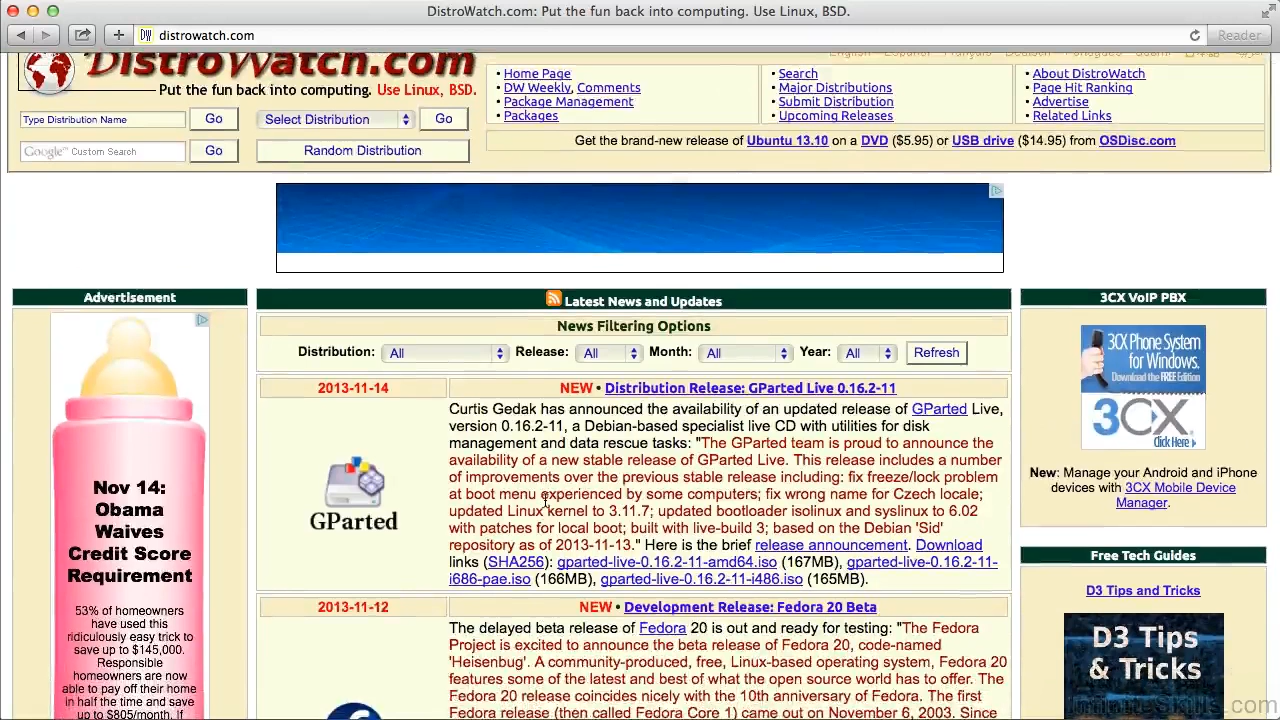 DistroWatch.com: Put the fun back into computing. Use Linux, BSD.
distrowatch.com
Reader
DistroWatch.com
Put the fun back into computing. Use Linux, BSD.
Type Distribution Name Go Select Distribution Go
Google™ Custom Search Go Random Distribution
• Home Page
• DW Weekly, Comments
• Package Management
• Packages
• Search
• Major Distributions
• Submit Distribution
• Upcoming Releases
• About DistroWatch
• Page Hit Ranking
• Advertise
• Related Links
Get the brand-new release of Ubuntu 13.10 on a DVD ($5.95) or USB drive ($14.95) from OSDisc.com
Advertisement
Nov 14:
Obama
Waives
Credit Score
Requirement
53% of homeowners
have used this
ridiculously easy trick to
save up to $145,000.
Responsible
homeowners are now
able to pay off their home
in half the time and save
up to $805/month. If
Latest News and Updates
News Filtering Options
Distribution: All Release: All Month: All Year: All Refresh
2013-11-14 NEW • Distribution Release: GParted Live 0.16.2-11
GParted
Curtis Gedak has announced the availability of an updated release of GParted Live,
version 0.16.2-11, a Debian-based specialist live CD with utilities for disk
management and data rescue tasks: "The GParted team is proud to announce the
availability of a new stable release of GParted Live. This release includes a number
of improvements over the previous stable release including: fix freeze/lock problem
at boot menu experienced by some computers; fix wrong name for Czech locale;
updated Linux kernel to 3.11.7; updated bootloader isolinux and syslinux to 6.02
with patches for local boot; built with live-build 3; based on the Debian 'Sid'
repository as of 2013-11-13." Here is the brief release announcement. Download
links (SHA256): gparted-live-0.16.2-11-amd64.iso (167MB), gparted-live-0.16.2-11-
i686-pae.iso (166MB), gparted-live-0.16.2-11-i486.iso (165MB).
2013-11-12 NEW • Development Release: Fedora 20 Beta
The delayed beta release of Fedora 20 is out and ready for testing: "The Fedora
Project is excited to announce the beta release of Fedora 20, code-named
'Heisenbug'. A community-produced, free, Linux-based operating system, Fedora 20
features some of the latest and best of what the open source world has to offer. The
Fedora 20 release coincides nicely with the 10th anniversary of Fedora. The first
Fedora release (then called Fedora Core 1) came out on November 6, 2003. Since
3CX VoIP PBX
3CX Phone System
for Windows.
Download the FREE Edition
3CX
Click Here
New: Manage your Android and iPhone
devices with 3CX Mobile Device
Manager.
Free Tech Guides
D3 Tips and Tricks
D3 Tips
& Tricks
InfiniteSkills.com